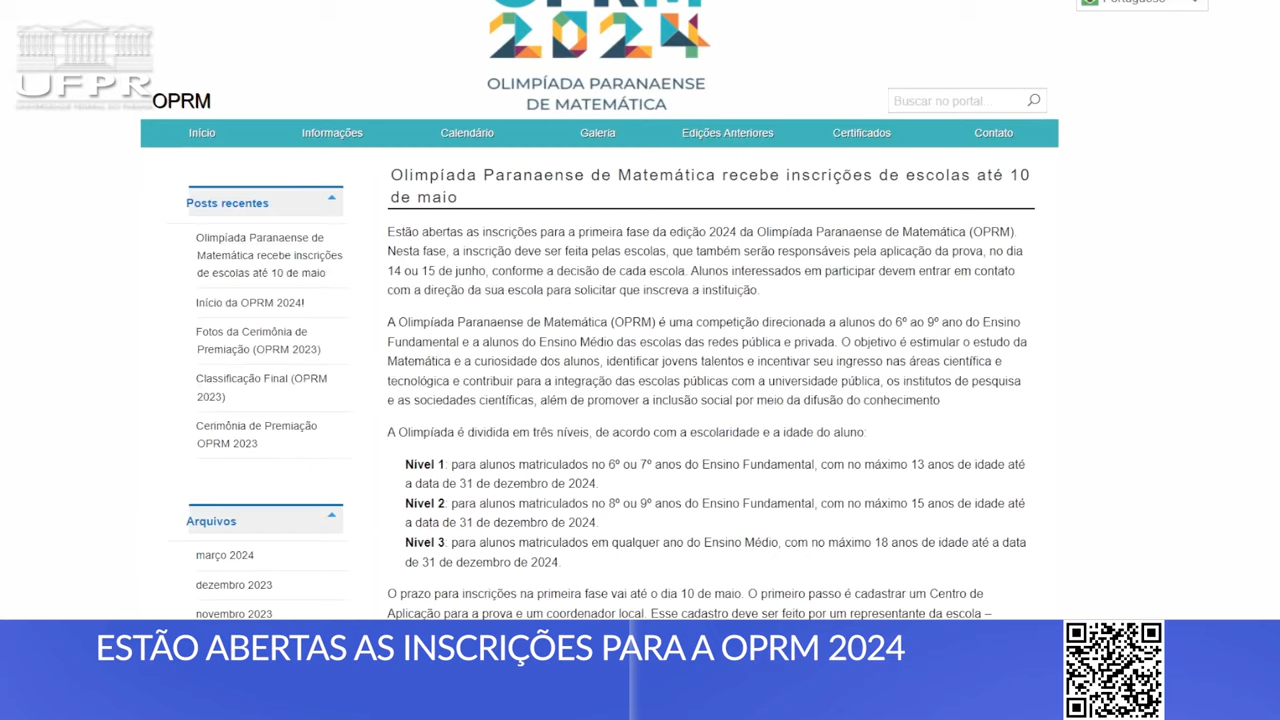 OPRM
2024
OLIMPÍADA PARANAENSE
DE MATEMÁTICA
UFPR
UNIVERSIDADE FEDERAL DO PARANÁ
OPRM
Buscar no portal...
Início Informações Calendário Galeria Edições Anteriores Certificados Contato
Posts recentes
Olimpíada Paranaense de
Matemática recebe inscrições
de escolas até 10 de maio
Início da OPRM 2024!
Fotos da Cerimônia de
Premiação (OPRM 2023)
Classificação Final (OPRM
2023)
Cerimônia de Premiação
OPRM 2023
Arquivos
março 2024
dezembro 2023
novembro 2023
Olimpíada Paranaense de Matemática recebe inscrições de escolas até 10
de maio
Estão abertas as inscrições para a primeira fase da edição 2024 da Olimpíada Paranaense de Matemática (OPRM).
Nesta fase, a inscrição deve ser feita pelas escolas, que também serão responsáveis pela aplicação da prova, no dia
14 ou 15 de junho, conforme a decisão de cada escola. Alunos interessados em participar devem entrar em contato
com a direção da sua escola para solicitar que inscreva a instituição.
A Olimpíada Paranaense de Matemática (OPRM) é uma competição direcionada a alunos do 6º ao 9º ano do Ensino
Fundamental e a alunos do Ensino Médio das escolas das redes pública e privada. O objetivo é estimular o estudo da
Matemática e a curiosidade dos alunos, identificar jovens talentos e incentivar seu ingresso nas áreas científica e
tecnológica e contribuir para a integração das escolas públicas com a universidade pública, os institutos de pesquisa
e as sociedades científicas, além de promover a inclusão social por meio da difusão do conhecimento
A Olimpíada é dividida em três níveis, de acordo com a escolaridade e a idade do aluno:
Nível 1: para alunos matriculados no 6º ou 7º anos do Ensino Fundamental, com no máximo 13 anos de idade até
a data de 31 de dezembro de 2024.
Nível 2: para alunos matriculados no 8º ou 9º anos do Ensino Fundamental, com no máximo 15 anos de idade até
a data de 31 de dezembro de 2024.
Nível 3: para alunos matriculados em qualquer ano do Ensino Médio, com no máximo 18 anos de idade até a data
de 31 de dezembro de 2024.
O prazo para inscrições na primeira fase vai até o dia 10 de maio. O primeiro passo é cadastrar um Centro de
Aplicação para a prova e um coordenador local. Esse cadastro deve ser feito por um representante da escola –
ESTÃO ABERTAS AS INSCRIÇÕES PARA A OPRM 2024